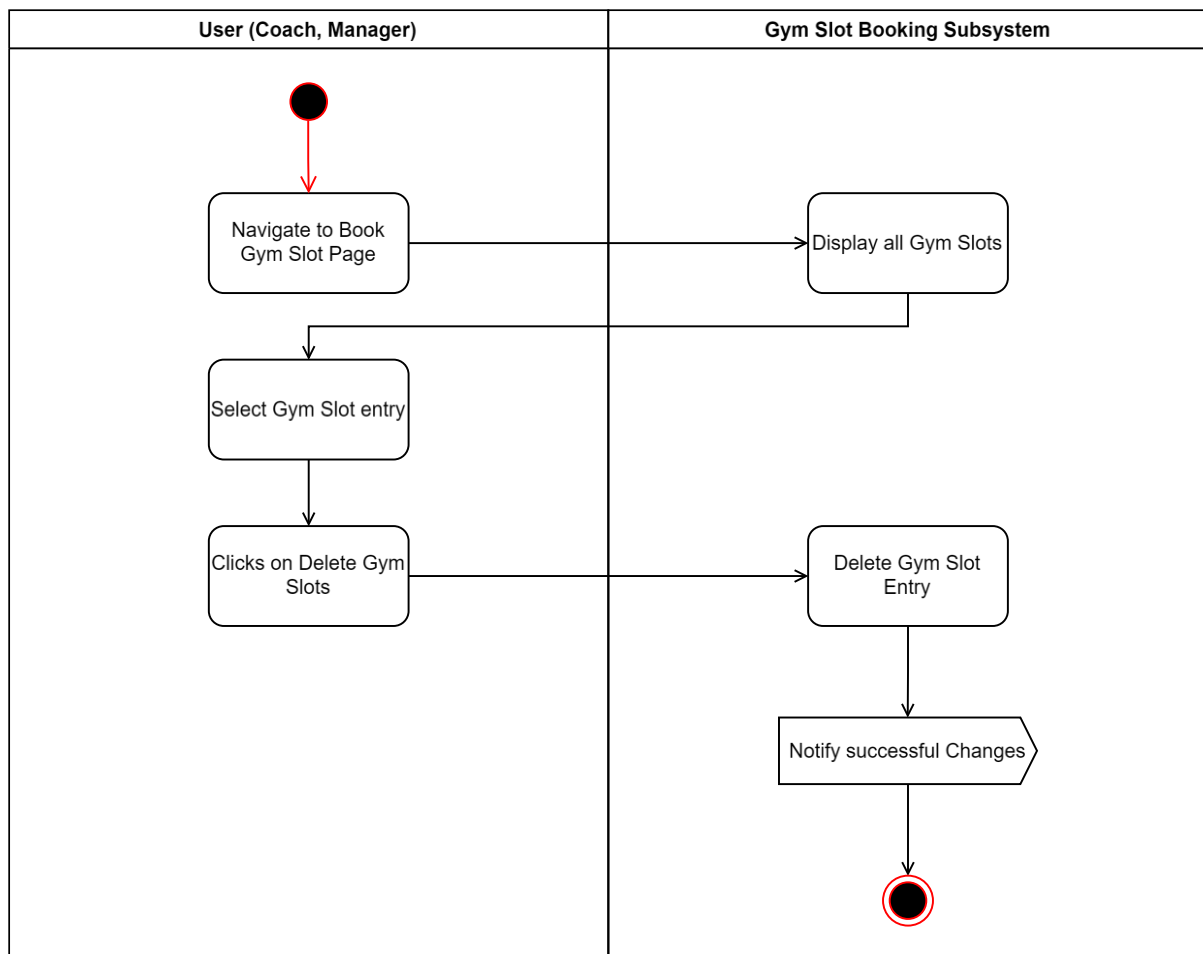 User (Coach, Manager)
Gym Slot Booking Subsystem
Navigate to Book
Gym Slot Page
Display all Gym Slots
Select Gym Slot entry
Clicks on Delete Gym
Slots
Delete Gym Slot
Entry
Notify successful Changes